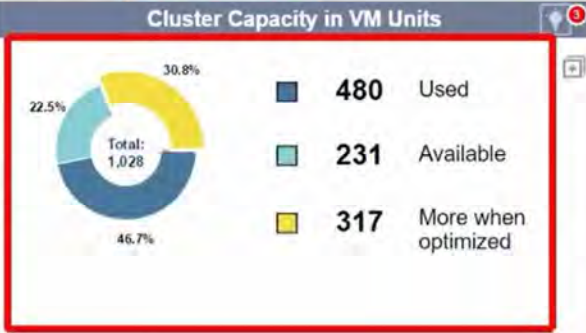 Cluster Capacity in VM Units
3
30.8%
22.5%
Total:
1,028
46.7%
480 Used
231 Available
317 More when
optimized